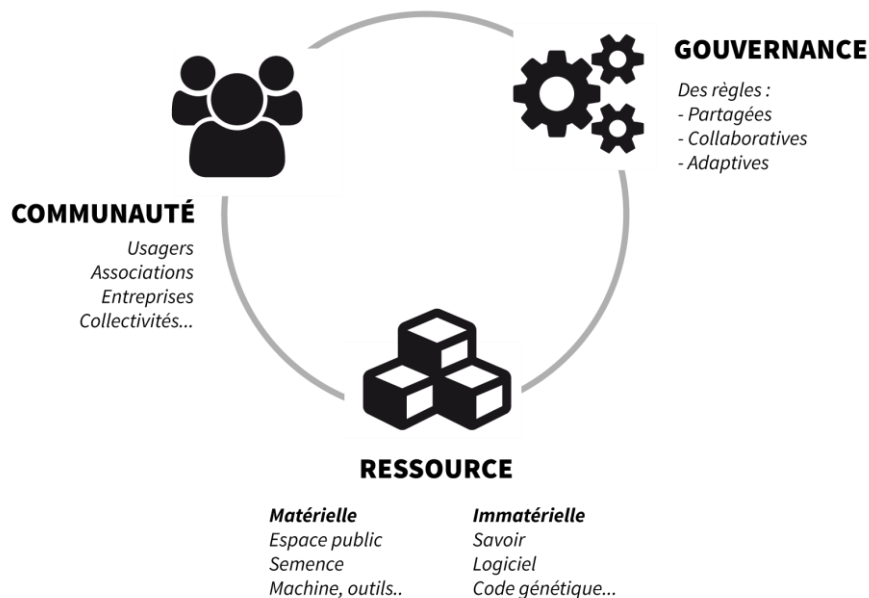 GOUVERNANCE
Des règles :
- Partagées
- Collaboratives
- Adaptives
COMMUNAUTÉ
Usagers
Associations
Entreprises
Collectivités...
RESSOURCE
Matérielle
Espace public
Semence
Machine, outils..
Immatérielle
Savoir
Logiciel
Code génétique...